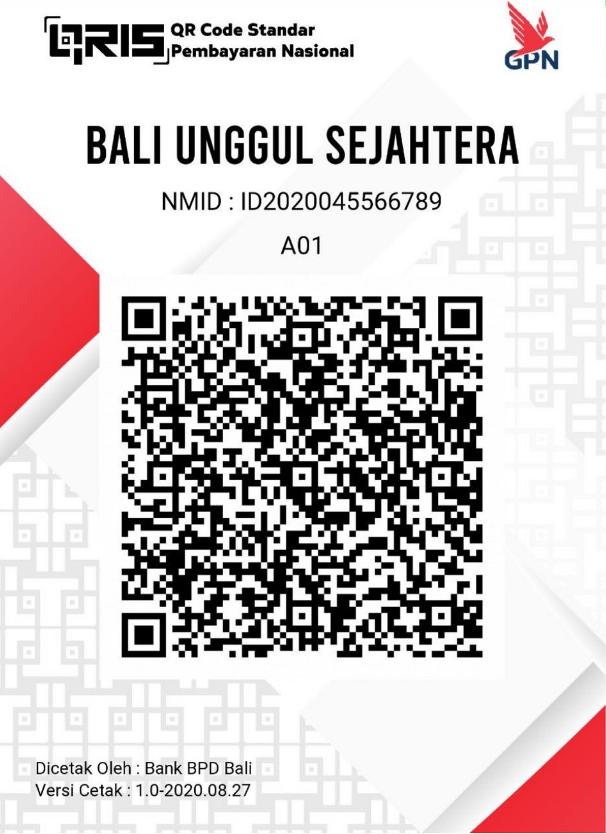 QRIS QR Code Standar
Pembayaran Nasional
GPN
BALI UNGGUL SEJAHTERA
NMID : ID2020045566789
A01
Dicetak Oleh : Bank BPD Bali
Versi Cetak : 1.0-2020.08.27